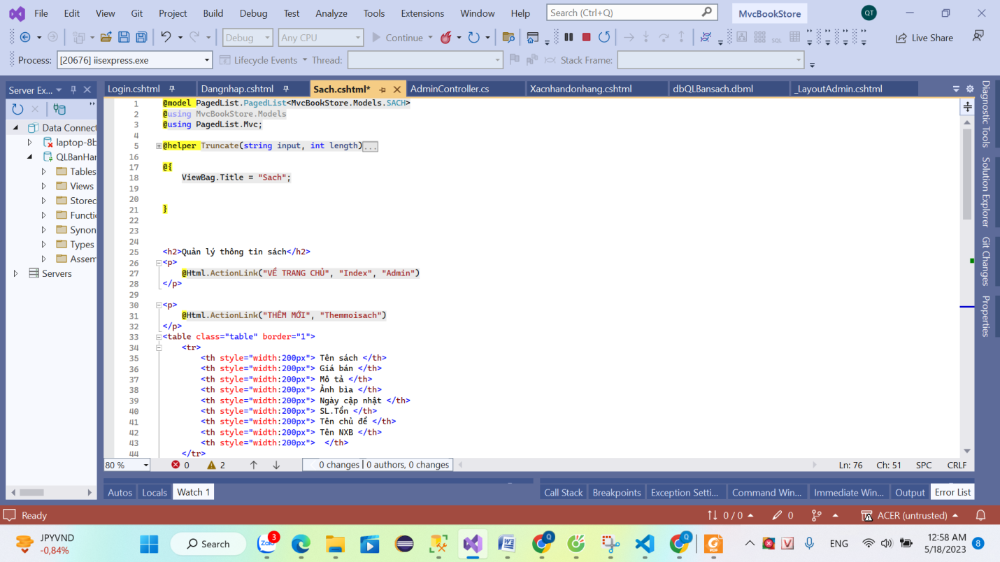 File Edit View Git Project Build Debug Test Analyze Tools Extensions Window Help Search (Ctrl+Q) MvcBookStore QT
Debug Any CPU Continue SQL Live Share
Process: [20676] iisexpress.exe Lifecycle Events Thread: Stack Frame:
Server Ex... Login.cshtml Dangnhap.cshtml Sach.cshtml* AdminController.cs Xacnhandonhang.cshtml dbQLBansach.dbml _LayoutAdmin.cshtml
Data Connect
laptop-8b
QLBanHar
Tables
Views
Storec
Functio
Synon
Types
Assem
Servers
1 @model PagedList.PagedList<MvcBookStore.Models.SACH>
2 @using MvcBookStore.Models
3 @using PagedList.Mvc;
4
5 @helper Truncate(string input, int length)...
16
17 @{
18 ViewBag.Title = "Sach";
19
20
21 }
22
23
24
25 <h2>Quản lý thông tin sách</h2>
26 <p>
27 @Html.ActionLink("VỀ TRANG CHỦ", "Index", "Admin")
28 </p>
29
30 <p>
31 @Html.ActionLink("THÊM MỚI", "Themmoisach")
32 </p>
33 <table class="table" border="1">
34 <tr>
35 <th style="width:200px"> Tên sách </th>
36 <th style="width:200px"> Giá bán </th>
37 <th style="width:200px"> Mô tả </th>
38 <th style="width:200px"> Ảnh bìa </th>
39 <th style="width:200px"> Ngày cập nhật </th>
40 <th style="width:200px"> SL.Tồn </th>
41 <th style="width:200px"> Tên chủ đề </th>
42 <th style="width:200px"> Tên NXB </th>
43 <th style="width:200px"> </th>
44 </tr>
80 % 0 2 0 changes | 0 authors, 0 changes Ln: 76 Ch: 51 SPC CRLF
Diagnostic Tools
Solution Explorer
Git Changes
Properties
Autos Locals Watch 1 Call Stack Breakpoints Exception Setti... Command Win... Immediate Win... Output Error List
Ready 0 / 0 0 ACER (untrusted)
JPYVND
-0,84%
Search Zalo 3 Q Q PDF V ENG
12:58 AM
5/18/2023 8